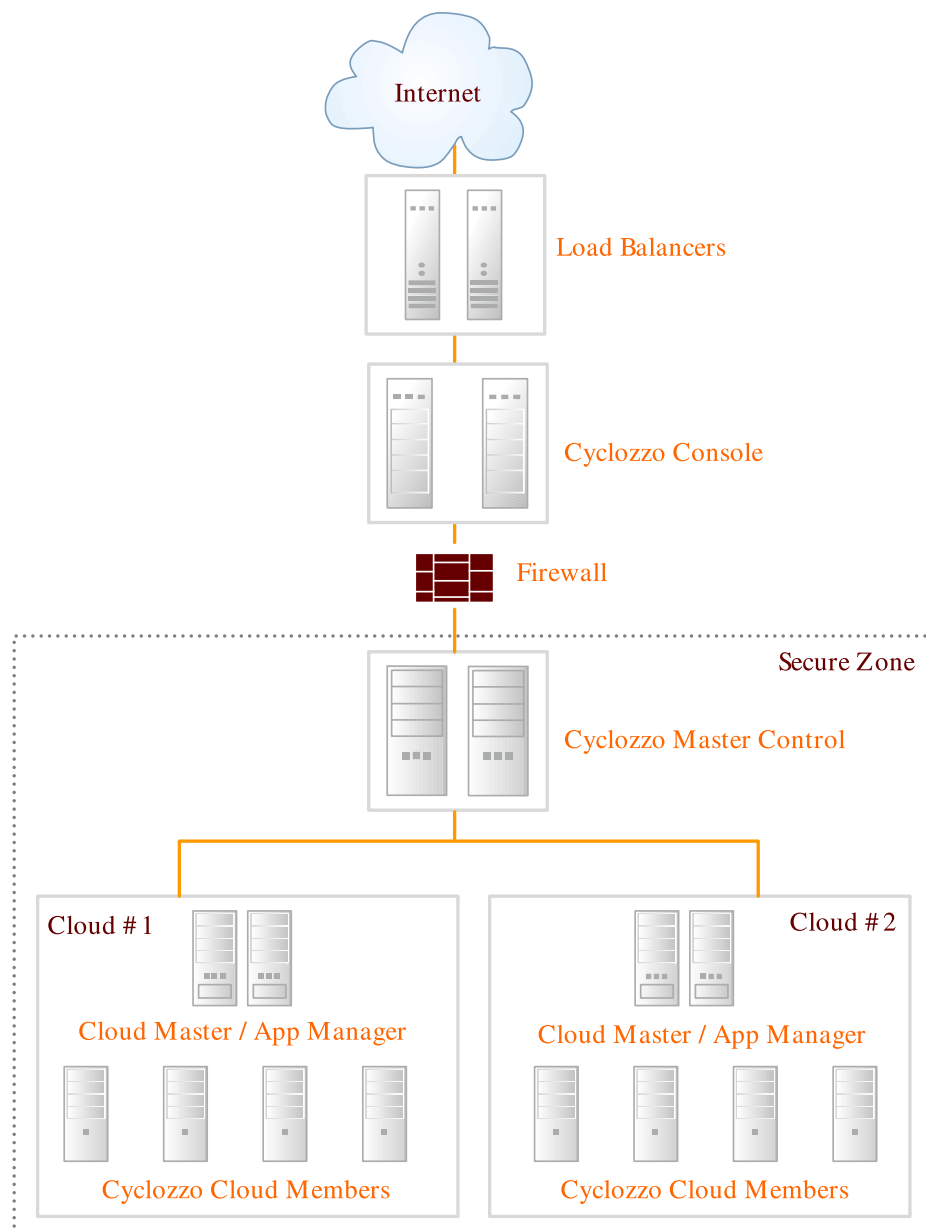 Internet
Load Balancers
Cyclozzo Console
Firewall
Secure Zone
Cyclozzo Master Control
Cloud #1
Cloud #2
Cloud Master / App Manager
Cloud Master / App Manager
Cyclozzo Cloud Members
Cyclozzo Cloud Members